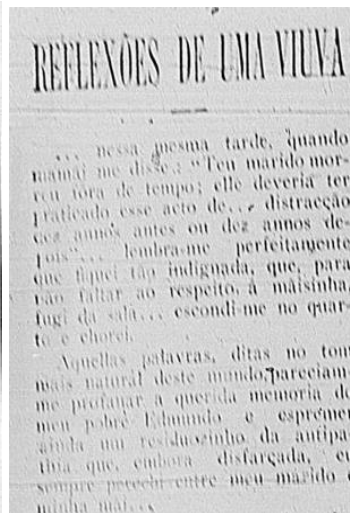 REFLEXÕES DE UMA VIUVA
... nessa mesma tarde, quando
mamãi me disse: "Teu marido mor-
reu fóra de tempo; elle deveria ter
praticado esse acto de... distracção
dez annos antes ou dez annos de-
pois"... lembra-me perfeitamente
que fiquei tão indignada, que, para
não faltar ao respeito, á mãisinha,
fugi da sala... escondi-me no quar-
to e chorei.
Aquellas palavras, ditas no tom
mais natural deste mundo, pareciam-
me profanar a querida memoria do
meu pobre Edmundo e espremer
ainda um residuozinho da antipa-
thia que, embora disfarçada, eu
sempre percebi entre meu marido e
minha mãi...